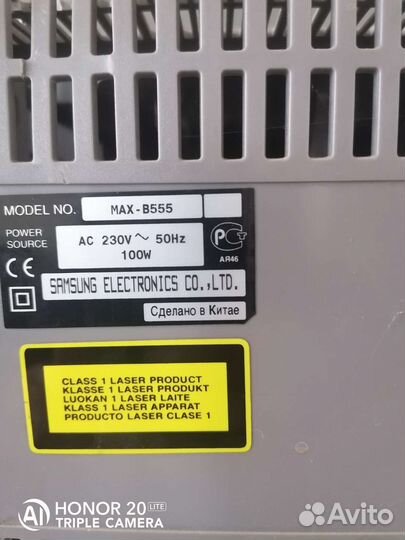 MODEL NO. MAX-B555
POWER
SOURCE
AC 230V ~ 50Hz
100W
АЯ46
CE
SAMSUNG ELECTRONICS CO.,LTD.
Сделано в Китае
CLASS 1 LASER PRODUCT
KLASSE 1 LASER PRODUKT
LUOKAN 1 LASER LAITE
KLASS 1 LASER APPARAT
PRODUCTO LASER CLASE 1
HONOR 20 LITE
TRIPLE CAMERA
Avito